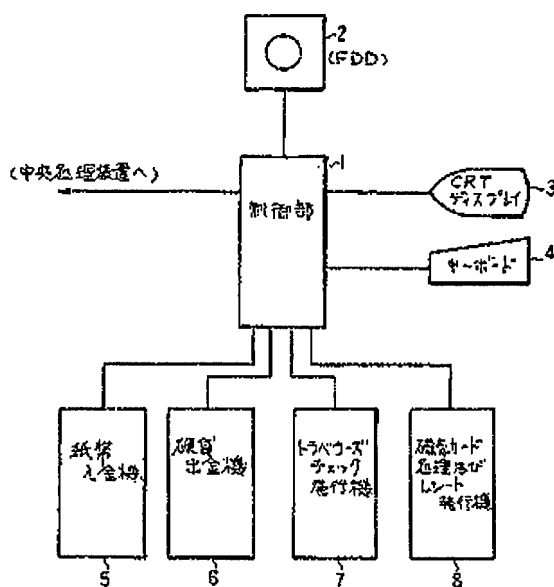 2
(FDD)
1
(中央処理装置へ)
制御部
CRT
ディスプレイ
3
キーボード
4
紙幣
入金機
硬貨
出金機
トラベラーズ
チェック
発行機
磁気カード
処理及び
レシート
発行機
5
6
7
8